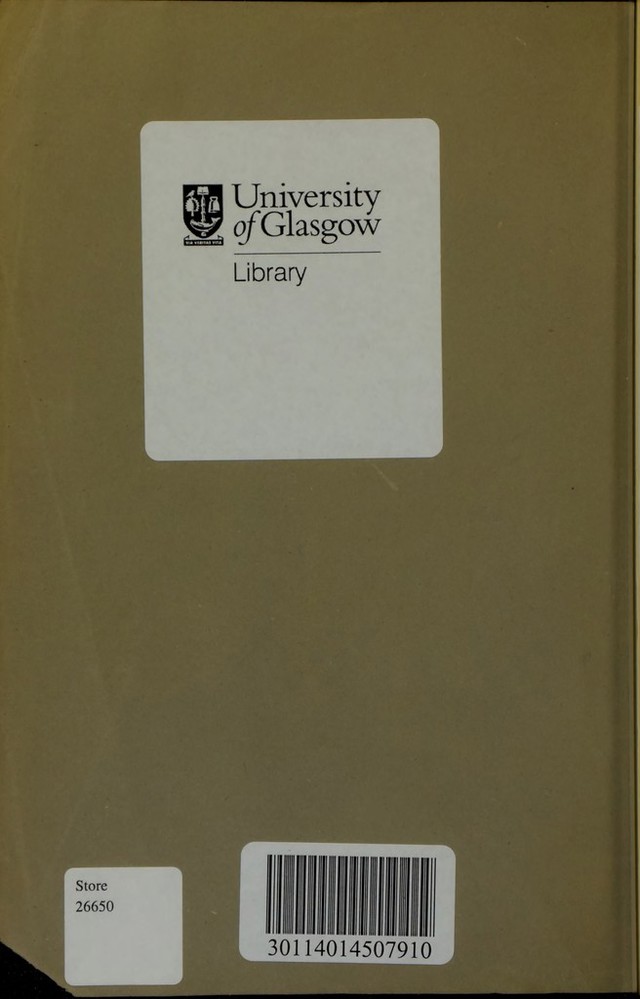 University
of Glasgow
Library
Store
26650
30114014507910